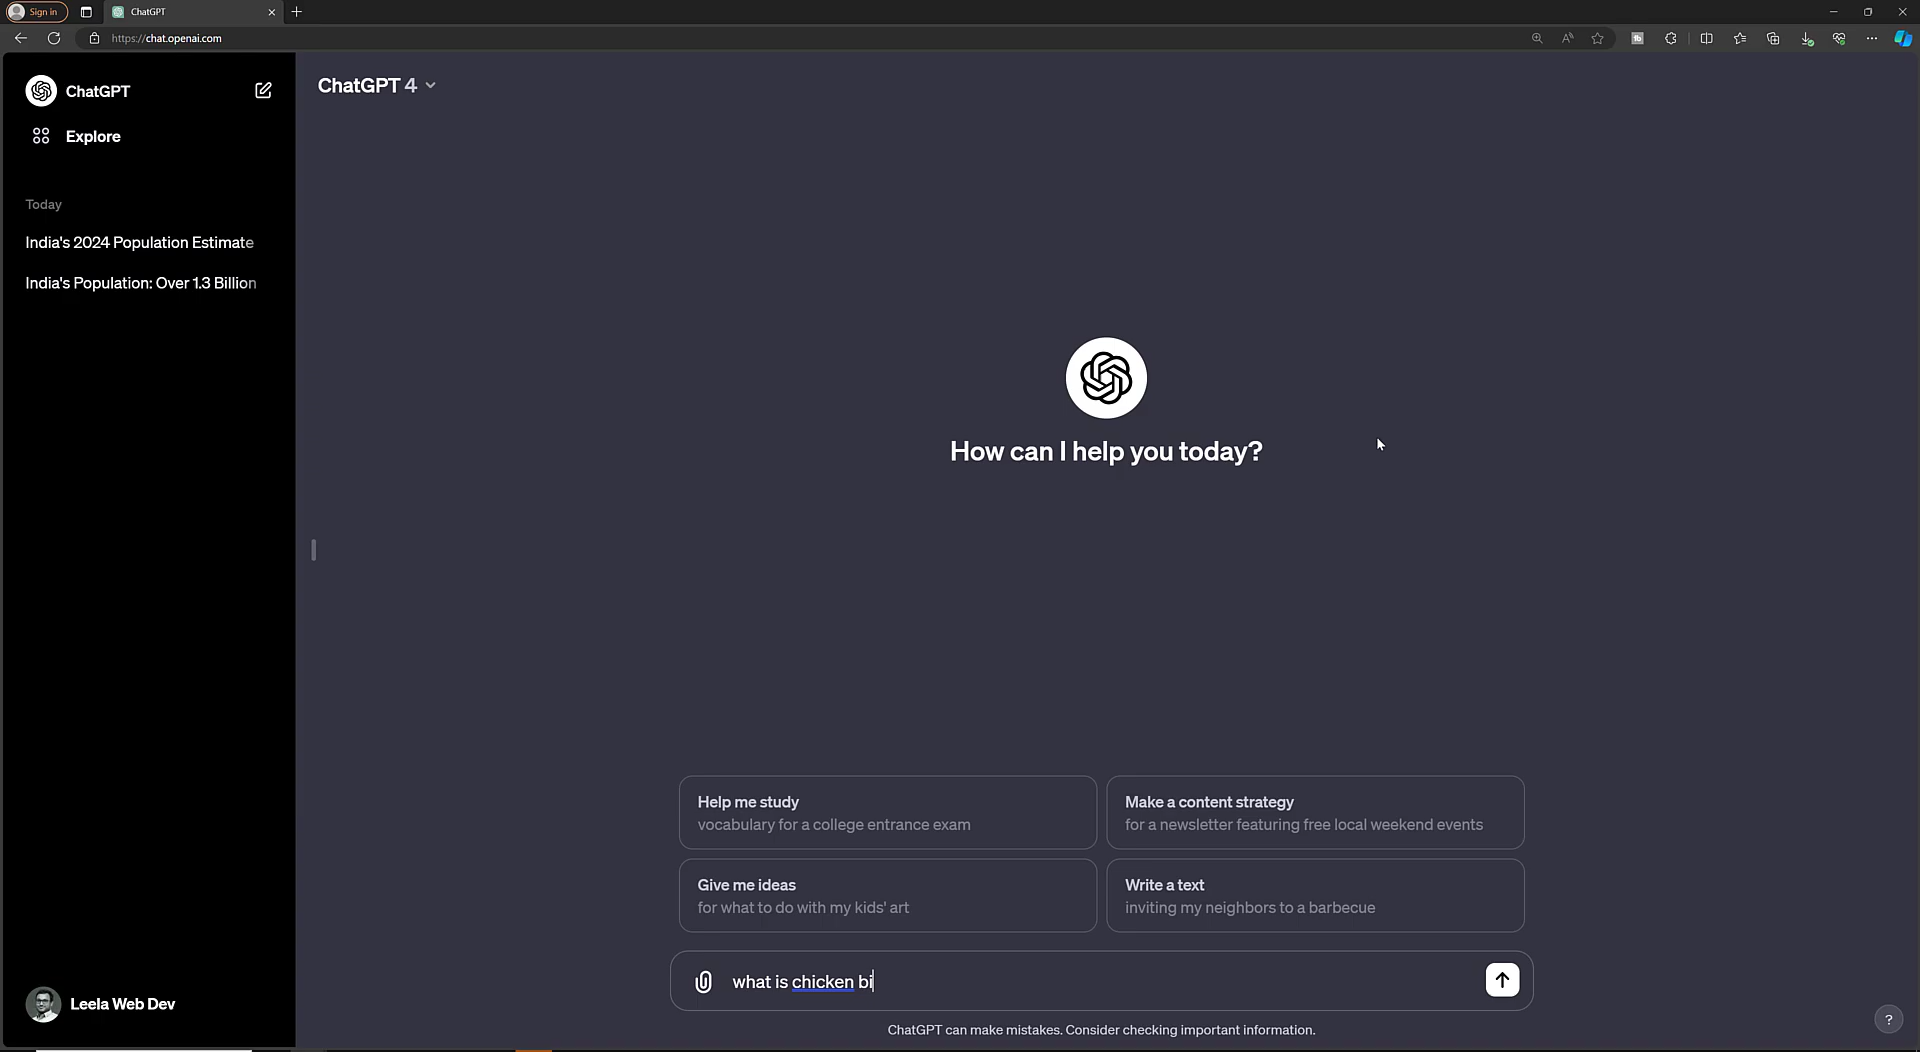 Sign in
ChatGPT
https://chat.openai.com
ChatGPT
Explore
Today
India's 2024 Population Estimate
India's Population: Over 1.3 Billion
Leela Web Dev
ChatGPT 4
How can I help you today?
Help me study
vocabulary for a college entrance exam
Make a content strategy
for a newsletter featuring free local weekend events
Give me ideas
for what to do with my kids' art
Write a text
inviting my neighbors to a barbecue
what is chicken bi
ChatGPT can make mistakes. Consider checking important information.
?